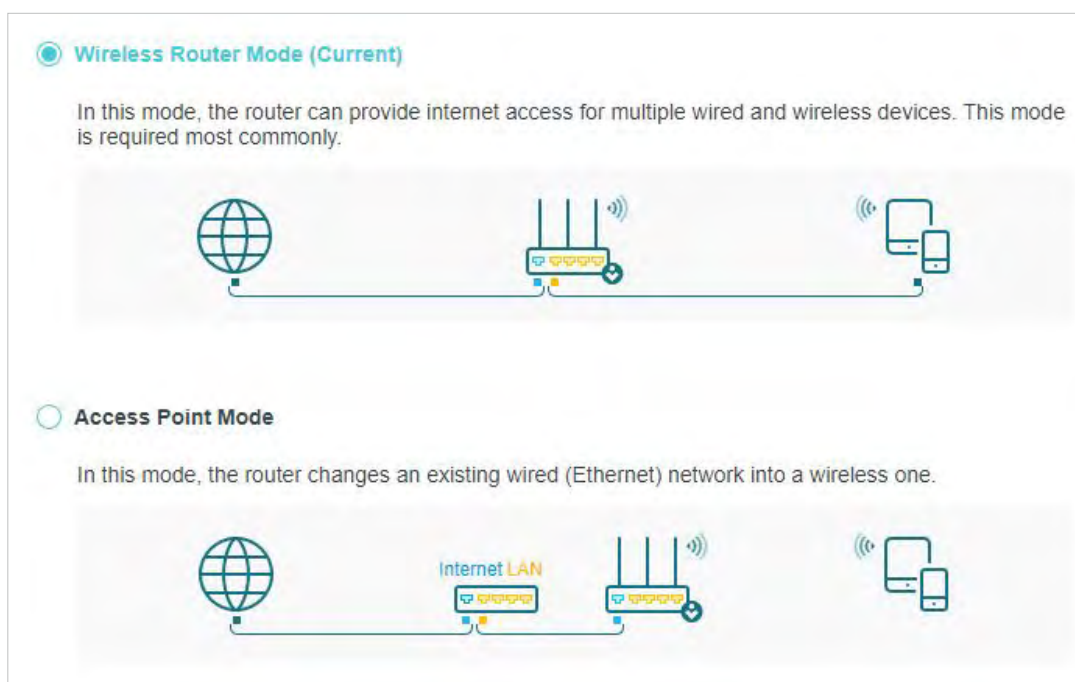 Wireless Router Mode (Current)
In this mode, the router can provide internet access for multiple wired and wireless devices. This mode
is required most commonly.
Access Point Mode
In this mode, the router changes an existing wired (Ethernet) network into a wireless one.
Internet LAN